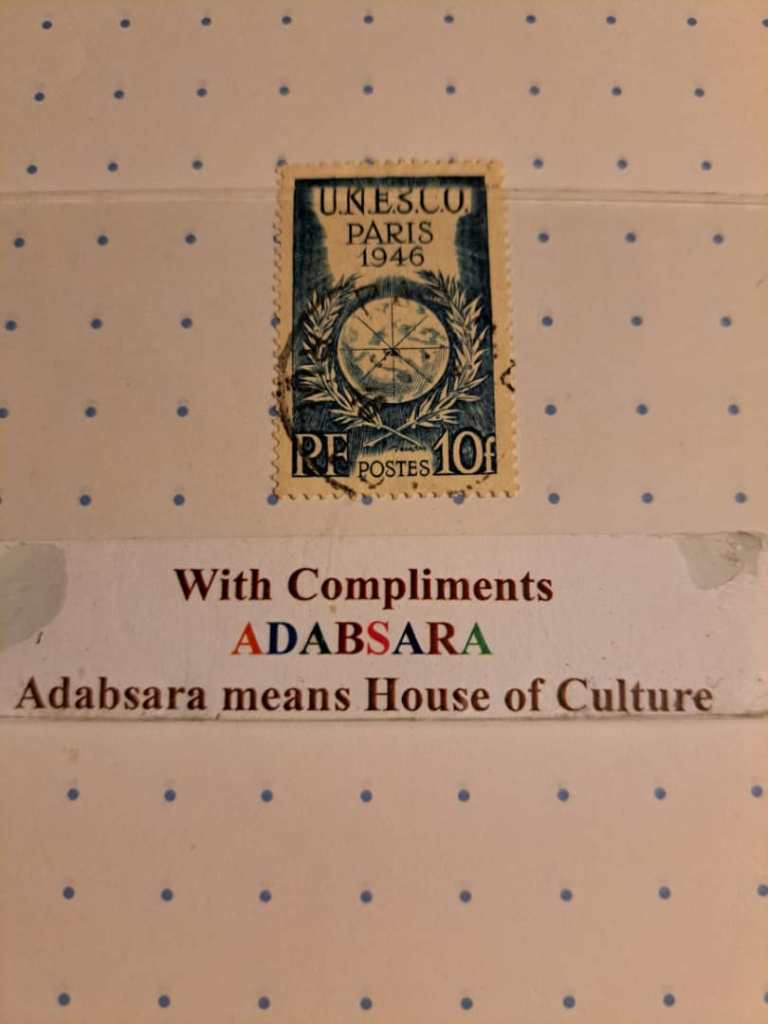 U.N.E.S.C.O.
PARIS
1946
RF POSTES 10f
With Compliments
ADABSARA
Adabsara means House of Culture